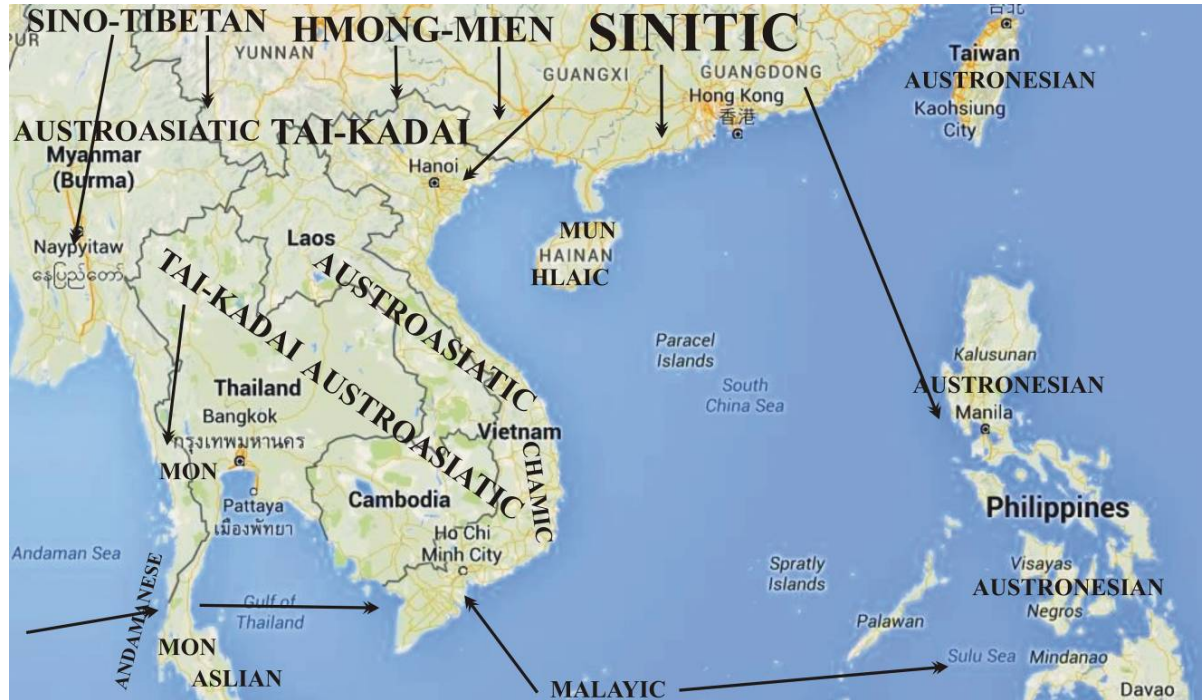 SINO-TIBETAN
HMONG-MIEN
SINITIC
台北
PUR
YUNNAN
GUANGXI
GUANGDONG
Taiwan
AUSTRONESIAN
Hong Kong
香港
Kaohsiung
City
AUSTROASIATIC
TAI-KADAI
Myanmar
(Burma)
Hanoi
Naypyitaw
နေပြည်တော်
Laos
MUN
HAINAN
HLAIC
TAI-KADAI AUSTROASIATIC
AUSTROASIATIC
Paracel
Islands
South
China Sea
Kalusunan
AUSTRONESIAN
Manila
Thailand
Bangkok
กรุงเทพมหานคร
MON
Vietnam
CHAMIC
Pattaya
เมืองพัทยา
Cambodia
Ho Chi
Minh City
Philippines
Andaman Sea
ANDAMANESE
Gulf of
Thailand
Spratly
Islands
Visayas
AUSTRONESIAN
Negros
Palawan
MON
ASLIAN
MALAYIC
Sulu Sea
Mindanao
Davao